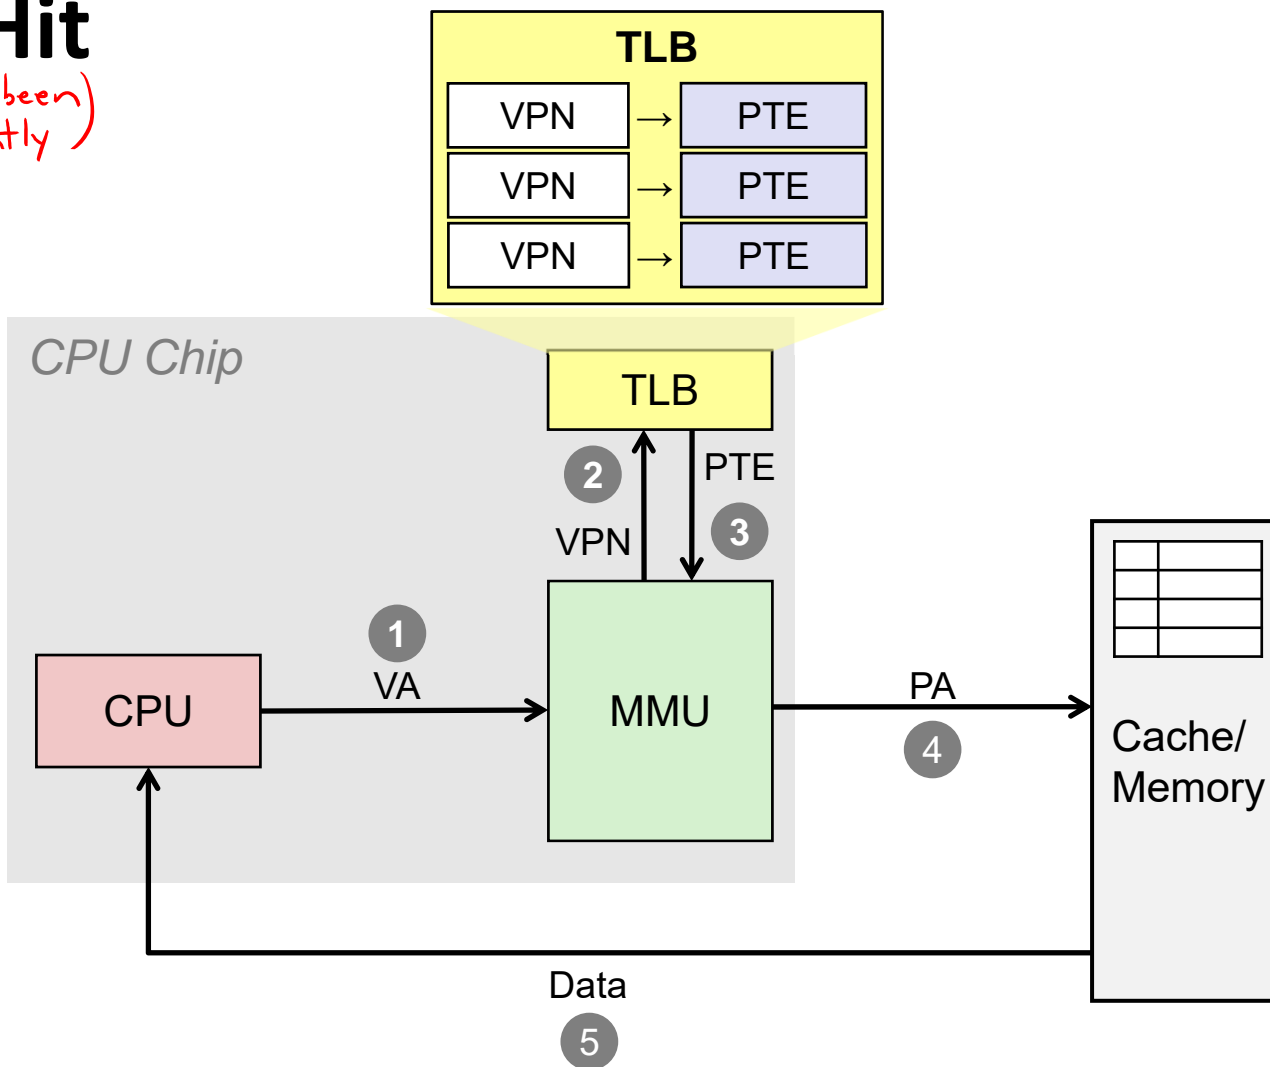 Hit
been)
TLB
VPN → PTE
VPN → PTE
VPN → PTE
CPU Chip
TLB
2
PTE
VPN
3
1
VA
CPU
MMU
PA
4
Cache/
Memory
Data
5